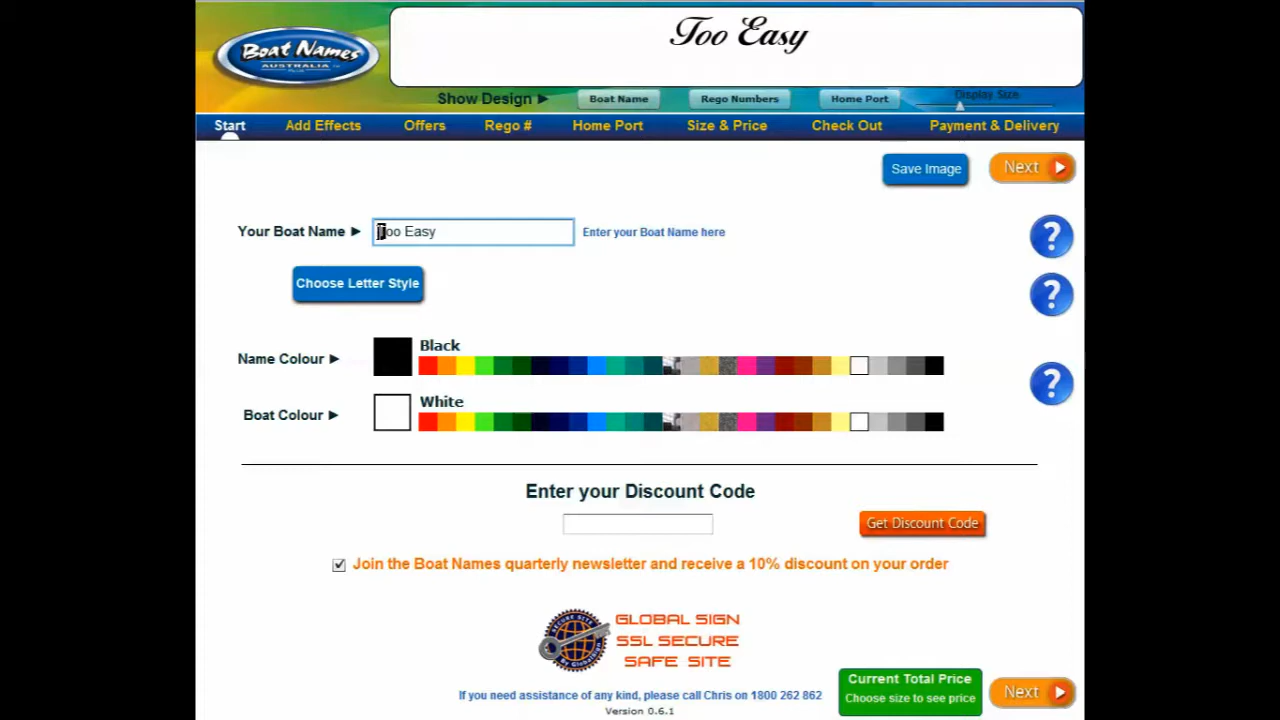 Too Easy
Boat Names
AUSTRALIA
Show Design ▶ Boat Name Rego Numbers Home Port Display Size
Start Add Effects Offers Rego # Home Port Size & Price Check Out Payment & Delivery
Save Image Next
Your Boat Name ▶ Too Easy Enter your Boat Name here ?
Choose Letter Style ?
Black
Name Colour ▶ ?
White
Boat Colour ▶
Enter your Discount Code
Get Discount Code
Join the Boat Names quarterly newsletter and receive a 10% discount on your order
GLOBAL SIGN
SSL SECURE
SAFE SITE
Current Total Price
Choose size to see price
Next
If you need assistance of any kind, please call Chris on 1800 262 862
Version 0.6.1